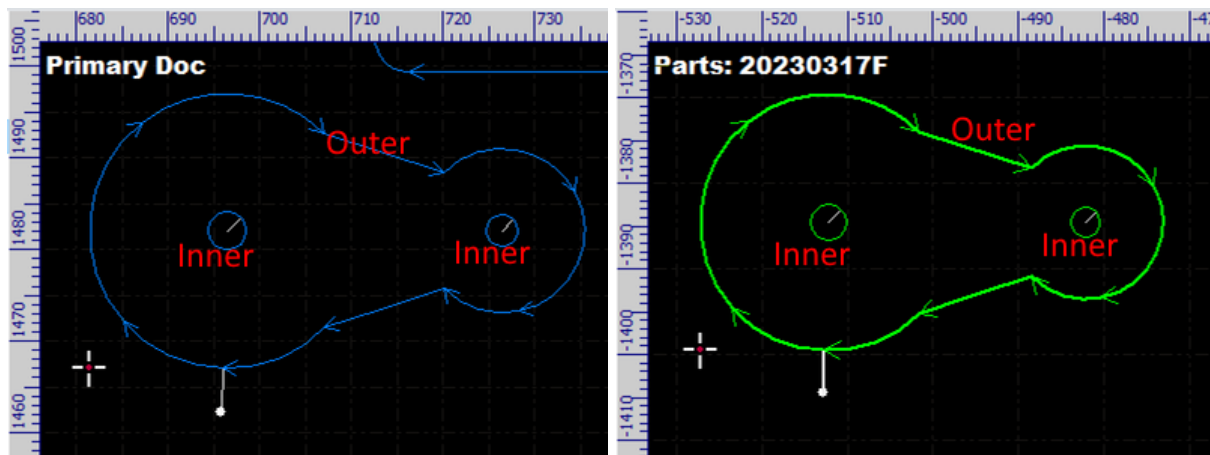 680 690 700 710 720 730
1500
1490
1480
1470
1460
Primary Doc
Outer
Inner
Inner
-530 -520 -510 -500 -490 -480 -47
-1370
-1380
-1390
-1400
-1410
Parts: 20230317F
Outer
Inner
Inner